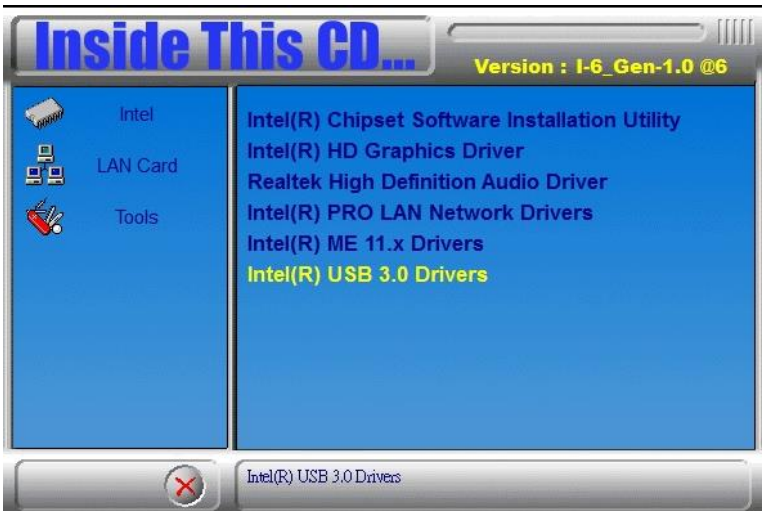 Inside This CD...
Version : I-6_Gen-1.0 @6
Intel
LAN Card
Tools
Intel(R) Chipset Software Installation Utility
Intel(R) HD Graphics Driver
Realtek High Definition Audio Driver
Intel(R) PRO LAN Network Drivers
Intel(R) ME 11.x Drivers
Intel(R) USB 3.0 Drivers
Intel(R) USB 3.0 Drivers